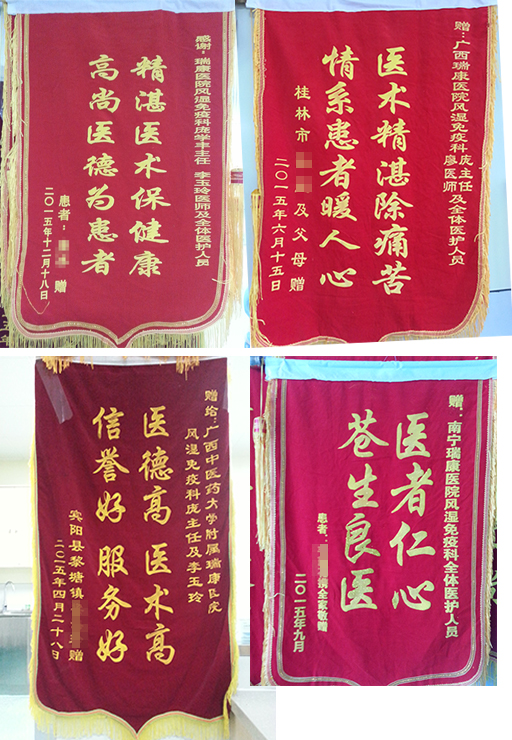 感谢：瑞康医院风湿免疫科庞学丰主任 李玉玲医师及全体医护人员
精湛医术保健康
高尚医德为患者
患者： 赠
二〇一五年十二月十八日
赠：广西瑞康医院风湿免疫科庞主任
廖医师及全体医护人员
医术精湛除痛苦
情系患者暖人心
桂林市 及父母赠
二〇一五年六月十五日
赠给：广西中医药大学附属瑞康医院
风湿免疫科庞主任及李玉玲
医德高 医术高
信誉好 服务好
宾阳县黎塘镇 赠
二〇一五年四月二十八日
赠：南宁瑞康医院风湿免疫科全体医护人员
医者仁心
苍生良医
患者： 全家敬赠
二〇一五年九月